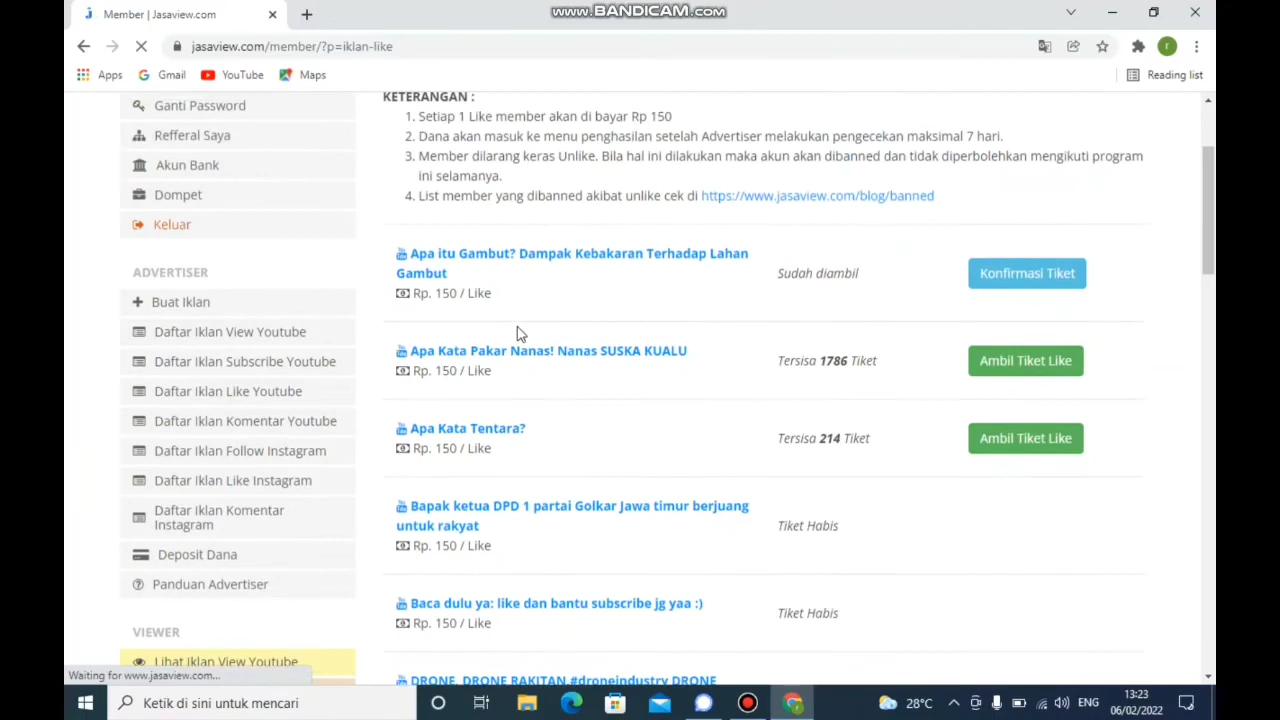 Member | Jasaview.com
www.BANDICAM.com
jasaview.com/member/?p=iklan-like
r
Apps
Gmail
YouTube
Maps
Reading list
Ganti Password
Refferal Saya
Akun Bank
Dompet
Keluar
ADVERTISER
Buat Iklan
Daftar Iklan View Youtube
Daftar Iklan Subscribe Youtube
Daftar Iklan Like Youtube
Daftar Iklan Komentar Youtube
Daftar Iklan Follow Instagram
Daftar Iklan Like Instagram
Daftar Iklan Komentar
Instagram
Deposit Dana
Panduan Advertiser
VIEWER
Lihat Iklan View Youtube
KETERANGAN :
1. Setiap 1 Like member akan di bayar Rp 150
2. Dana akan masuk ke menu penghasilan setelah Advertiser melakukan pengecekan maksimal 7 hari.
3. Member dilarang keras Unlike. Bila hal ini dilakukan maka akun akan dibanned dan tidak diperbolehkan mengikuti program
ini selamanya.
4. List member yang dibanned akibat unlike cek di https://www.jasaview.com/blog/banned
Apa itu Gambut? Dampak Kebakaran Terhadap Lahan
Gambut
Rp. 150 / Like
Sudah diambil
Konfirmasi Tiket
Apa Kata Pakar Nanas! Nanas SUSKA KUALU
Rp. 150 / Like
Tersisa 1786 Tiket
Ambil Tiket Like
Apa Kata Tentara?
Rp. 150 / Like
Tersisa 214 Tiket
Ambil Tiket Like
Bapak ketua DPD 1 partai Golkar Jawa timur berjuang
untuk rakyat
Rp. 150 / Like
Tiket Habis
Baca dulu ya: like dan bantu subscribe jg yaa :)
Rp. 150 / Like
Tiket Habis
DRONE, DRONE RAKITAN,#droneindustry DRONE
Waiting for www.jasaview.com...
Ketik di sini untuk mencari
28°C
ENG
13:23
06/02/2022